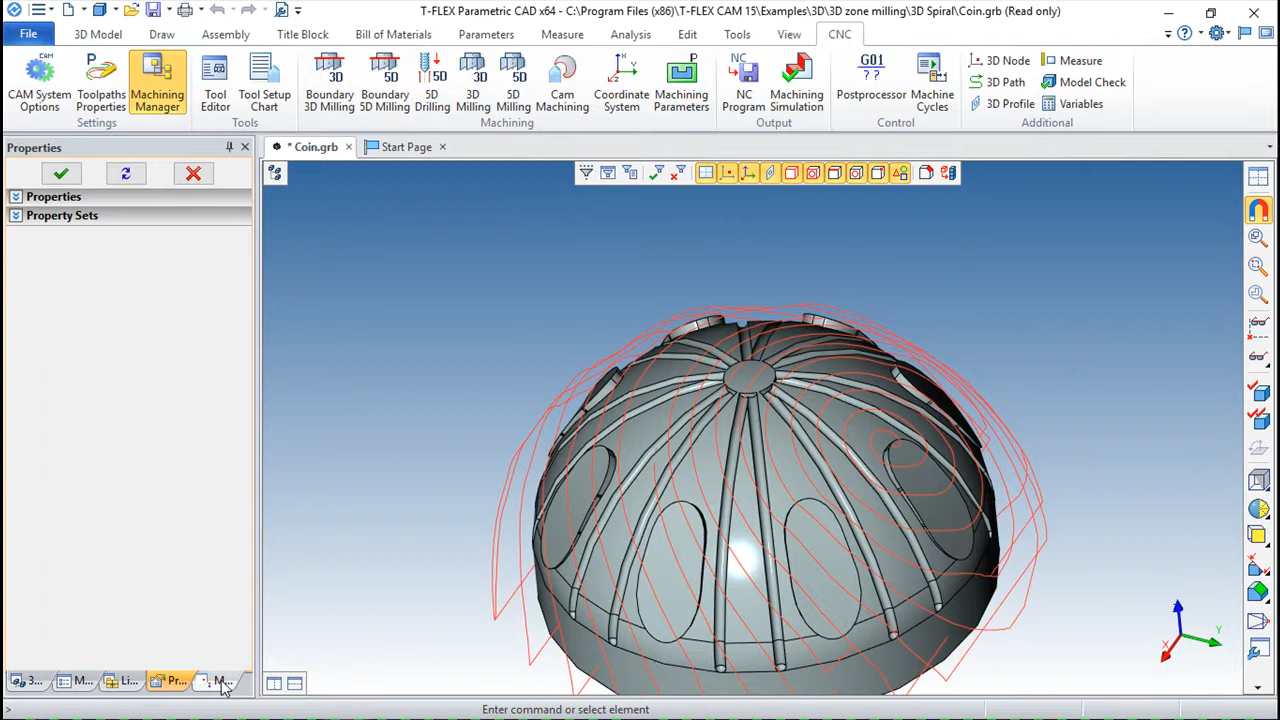 T-FLEX Parametric CAD x64 - C:\Program Files (x86)\T-FLEX CAM 15\Examples\3D\3D zone milling\3D Spiral\Coin.grb (Read only)
File 3D Model Draw Assembly Title Block Bill of Materials Parameters Measure Analysis Edit Tools View CNC
CAM System Options
Toolpaths Properties
Machining Manager
Settings
Tool Editor
Tool Setup Chart
Tools
Boundary 3D Milling
Boundary 5D Milling
5D Drilling
3D Milling
5D Milling
Cam Machining
Coordinate System
Machining Parameters
Machining
NC
NC Program
Machining Simulation
Output
G01
??
Postprocessor
Machine Cycles
Control
3D Node
3D Path
3D Profile
Measure
Model Check
Variables
Additional
Properties
* Coin.grb
Start Page
Properties
Property Sets
3...
M...
Li...
Pr...
M...
Z
Y
X
> Enter command or select element